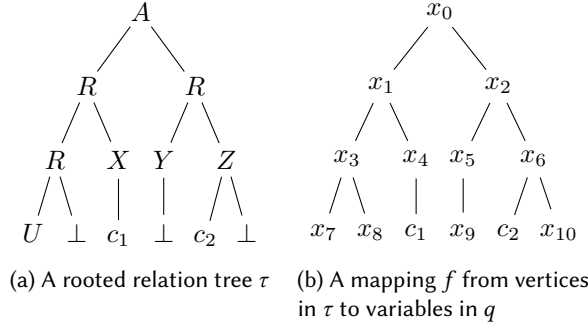 A x₀
R R x₁ x₂
R X Y Z x₃ x₄ x₅ x₆
U ⊥ c₁ ⊥ c₂ ⊥ x₇ x₈ c₁ x₉ c₂ x₁₀
(a) A rooted relation tree τ (b) A mapping f from vertices
in τ to variables in q